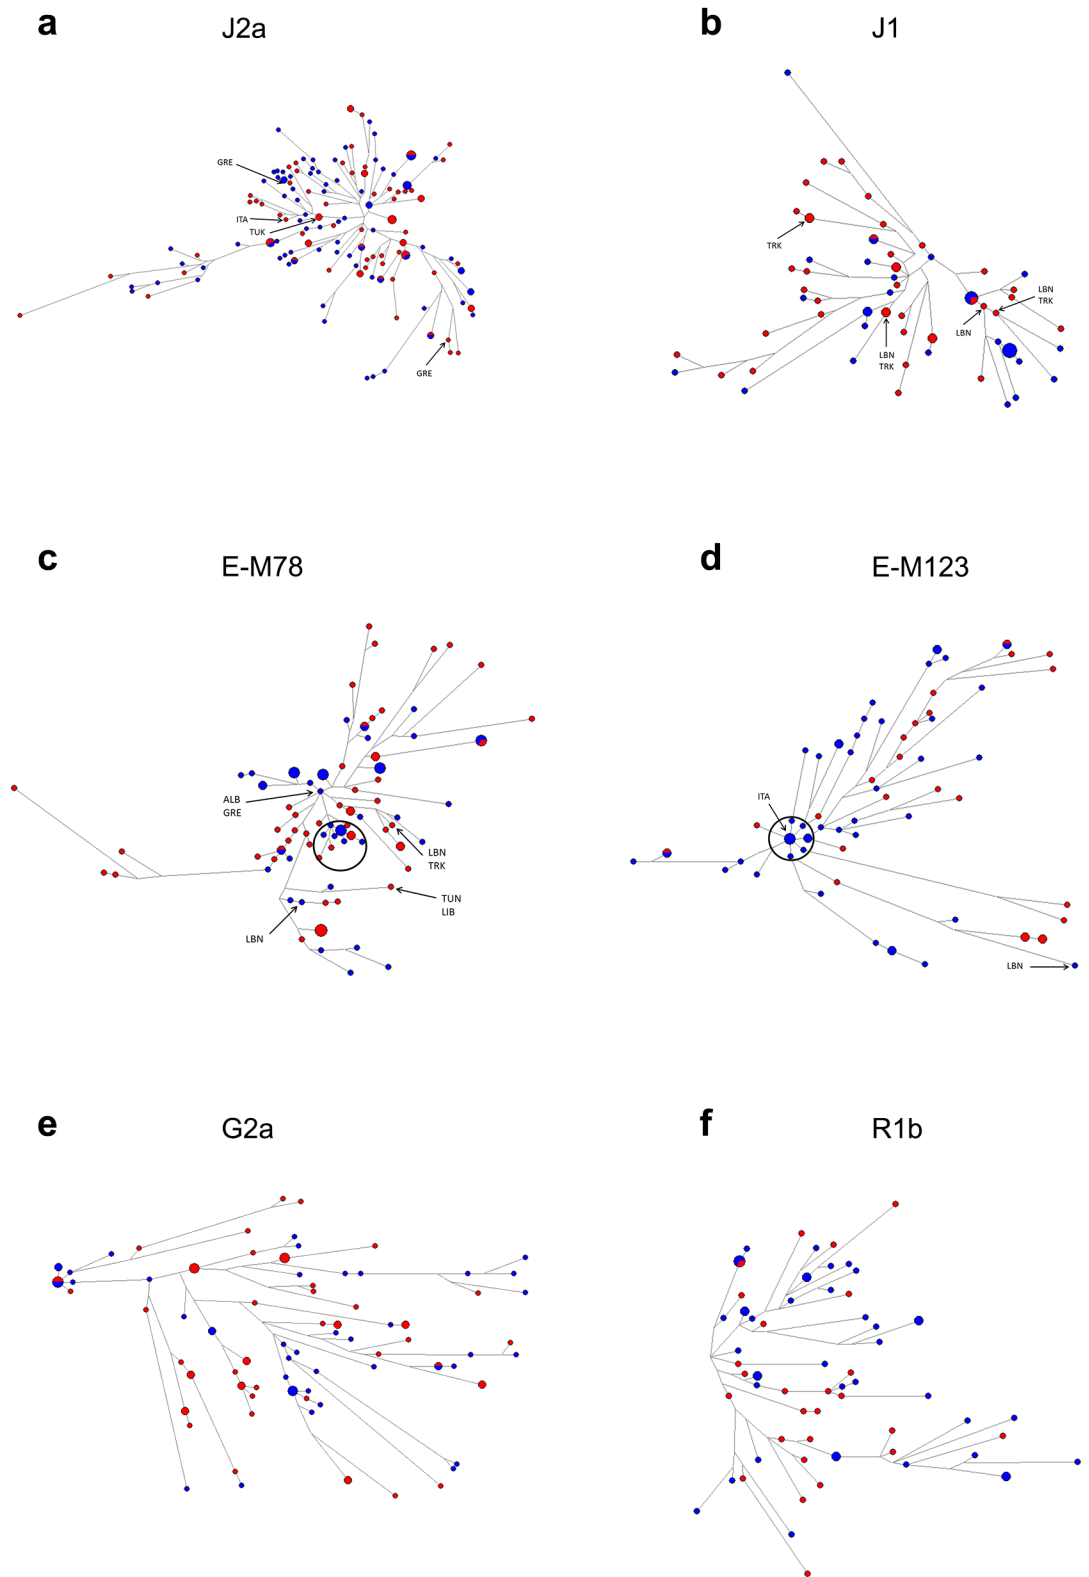 a
J2a
b
J1
GRE
ITA
TUK
GRE
TRK
LBN
TRK
LBN
LBN
TRK
c
E-M78
d
E-M123
ALB
GRE
LBN
TRK
TUN
LIB
LBN
ITA
LBN
e
G2a
f
R1b